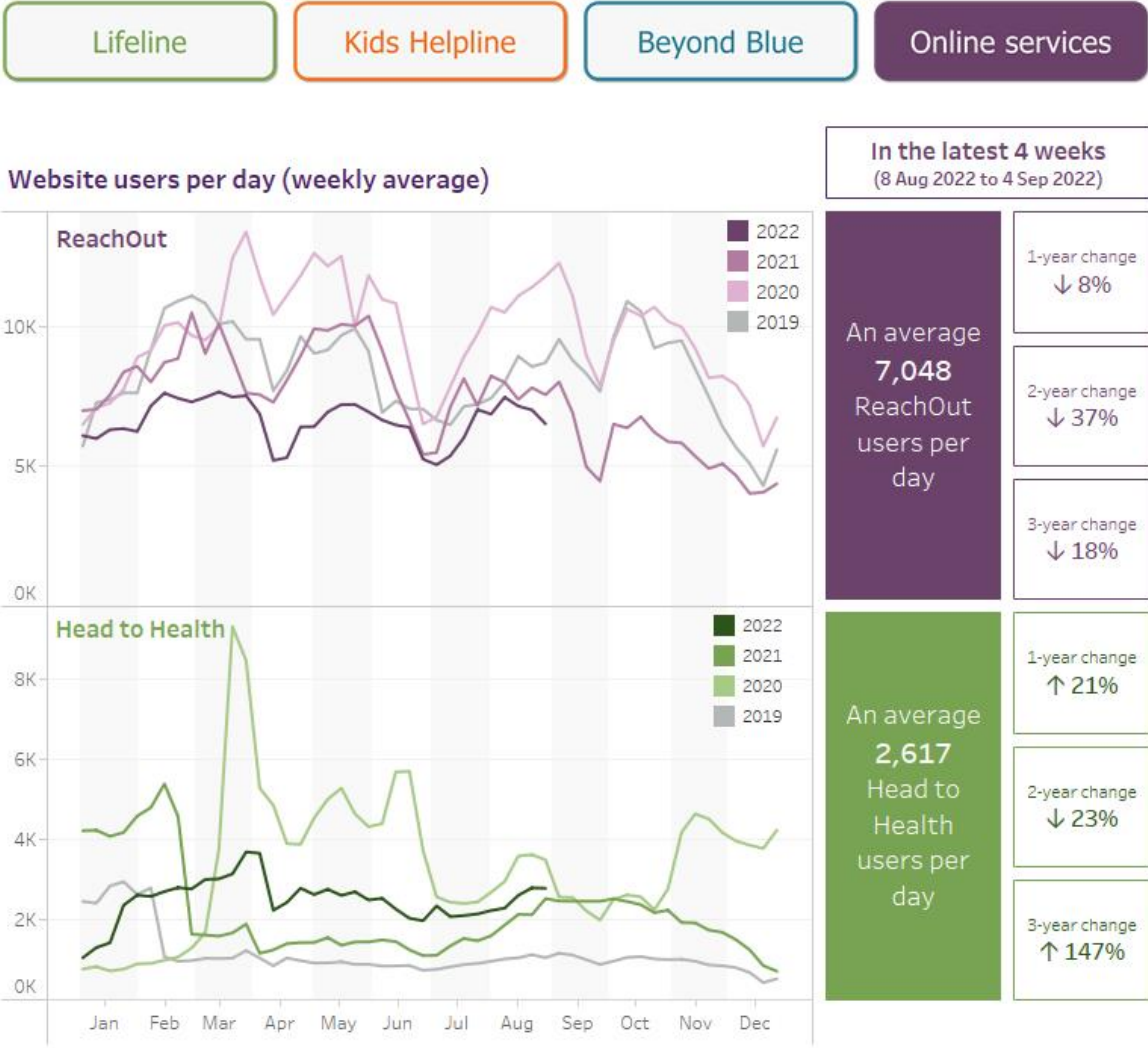 Lifeline
Kids Helpline
Beyond Blue
Online services
Website users per day (weekly average)
In the latest 4 weeks
(8 Aug 2022 to 4 Sep 2022)
ReachOut
2022
2021
2020
2019
10K
5K
0K
An average
7,048
ReachOut
users per
day
1-year change
↓ 8%
2-year change
↓ 37%
3-year change
↓ 18%
Head to Health
2022
2021
2020
2019
8K
6K
4K
2K
0K
Jan
Feb
Mar
Apr
May
Jun
Jul
Aug
Sep
Oct
Nov
Dec
An average
2,617
Head to
Health
users per
day
1-year change
↑ 21%
2-year change
↓ 23%
3-year change
↑ 147%